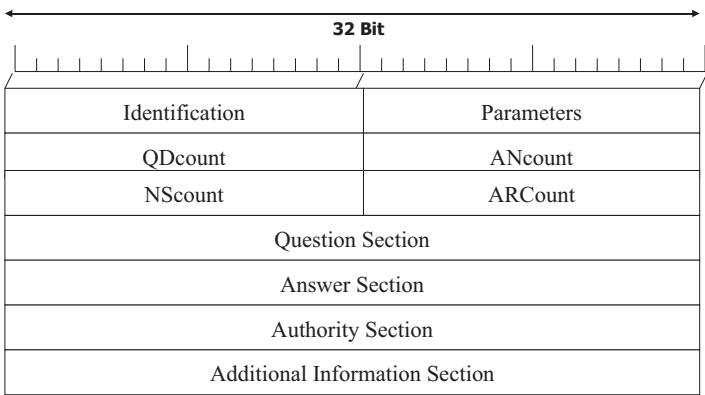 32 Bit
Identification Parameters
QDcount ANcount
NScount ARCount
Question Section
Answer Section
Authority Section
Additional Information Section